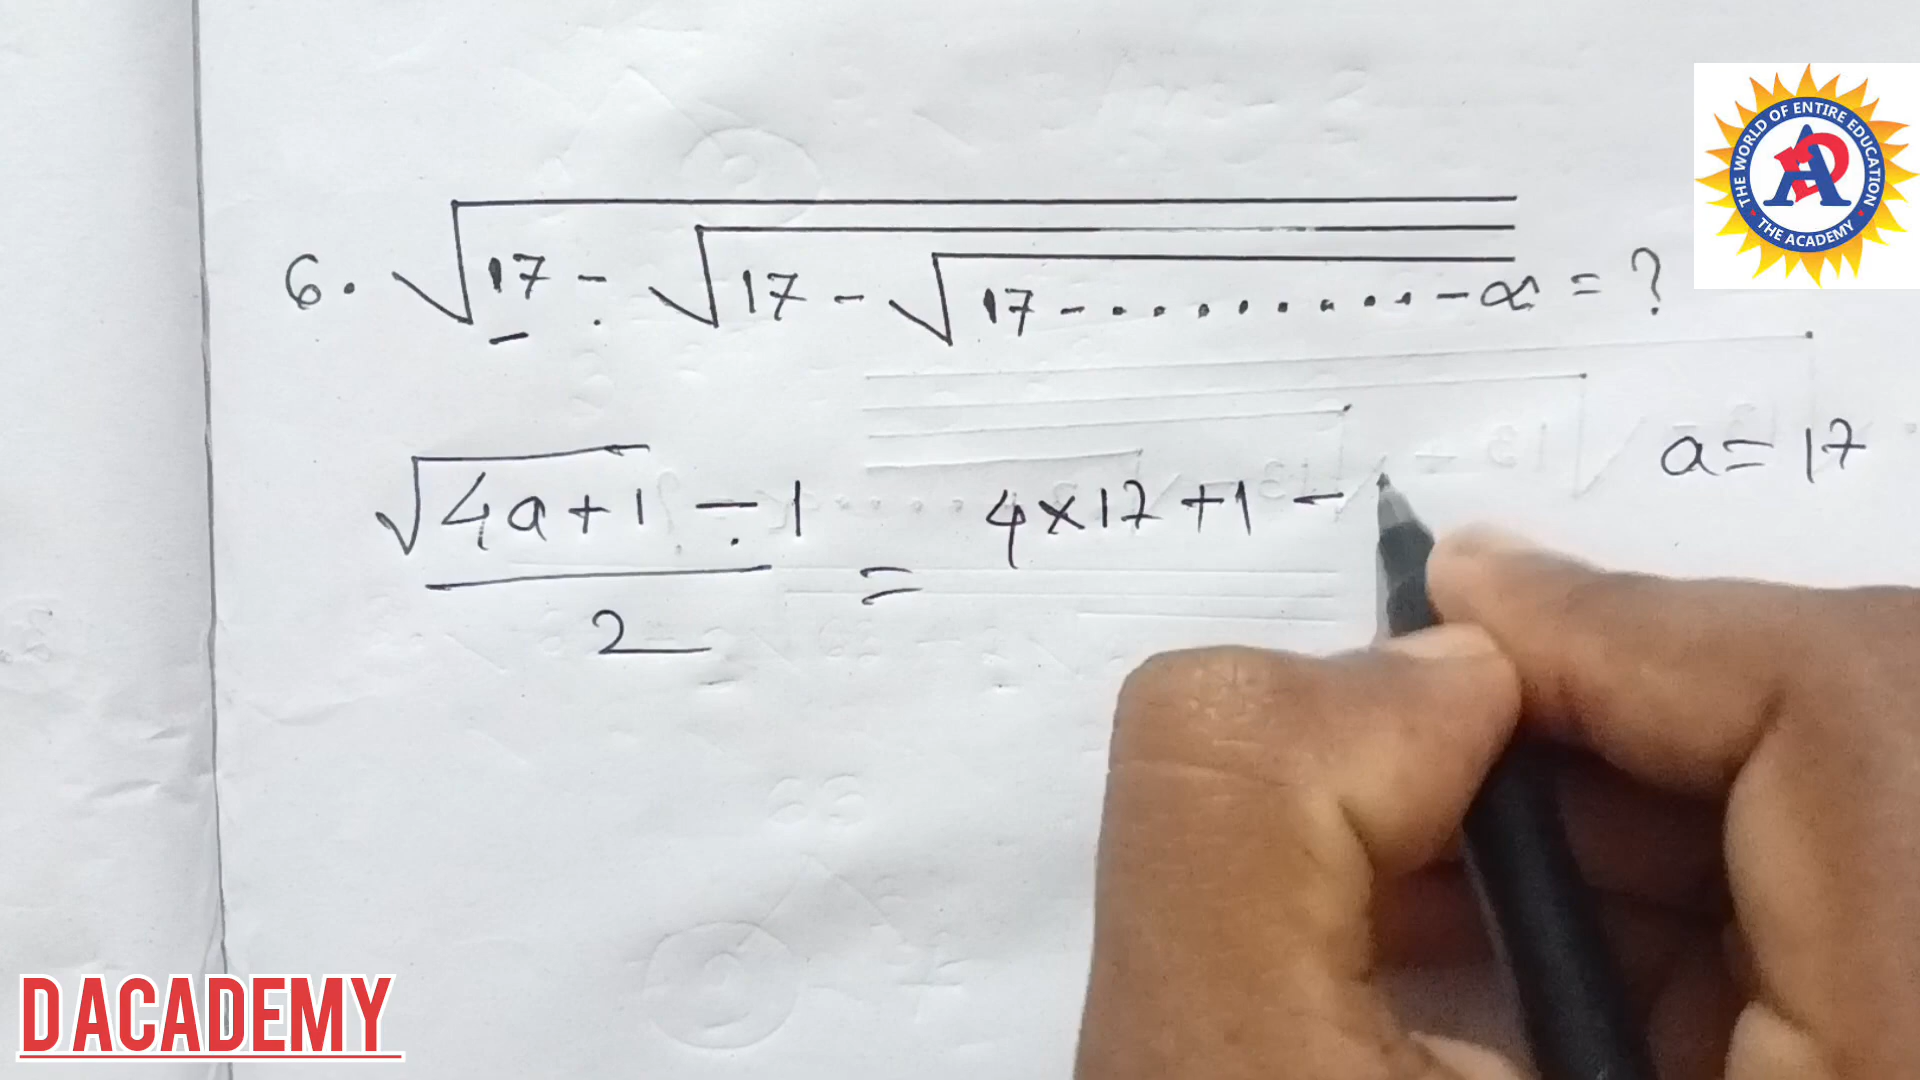 THE WORLD OF ENTIRE EDUCATION
THE ACADEMY
AD
6. √17 - √17 - √17 - .......... - ∝ = ?
a = 17
√4a+1 - 1 = 4×17+1 -
2
D ACADEMY